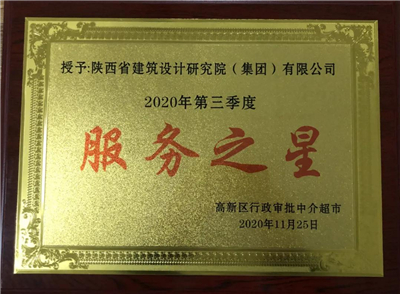 授予:陕西省建筑设计研究院（集团）有限公司
2020年第三季度
服务之星
高新区行政审批中介超市
2020年11月25日